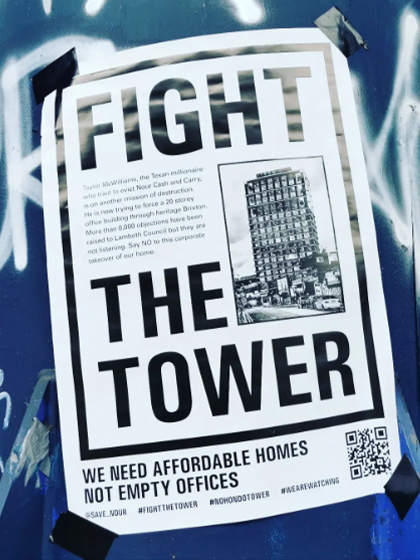 FIGHT
Taylor McWilliams, the Texan millionaire
who tried to evict Nour Cash and Carry,
is on another mission of destruction.
He is now trying to force a 20 storey
office building through heritage Brixton.
More than 8,000 objections have been
raised to Lambeth Council but they are
not listening. Say NO to this corporate
takeover of our home.
THE
TOWER
WE NEED AFFORDABLE HOMES
NOT EMPTY OFFICES
@SAVE_NOUR #FIGHTTHETOWER #NOHONDOTOWER #WEAREWATCHING